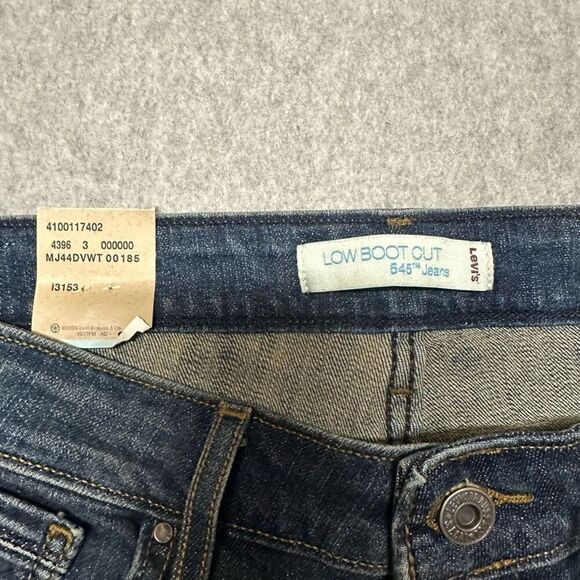 4100117402
4396 3 000000
MJ44DVWT 00185
I3153
LOW BOOT CUT
545™ Jeans
Levi's